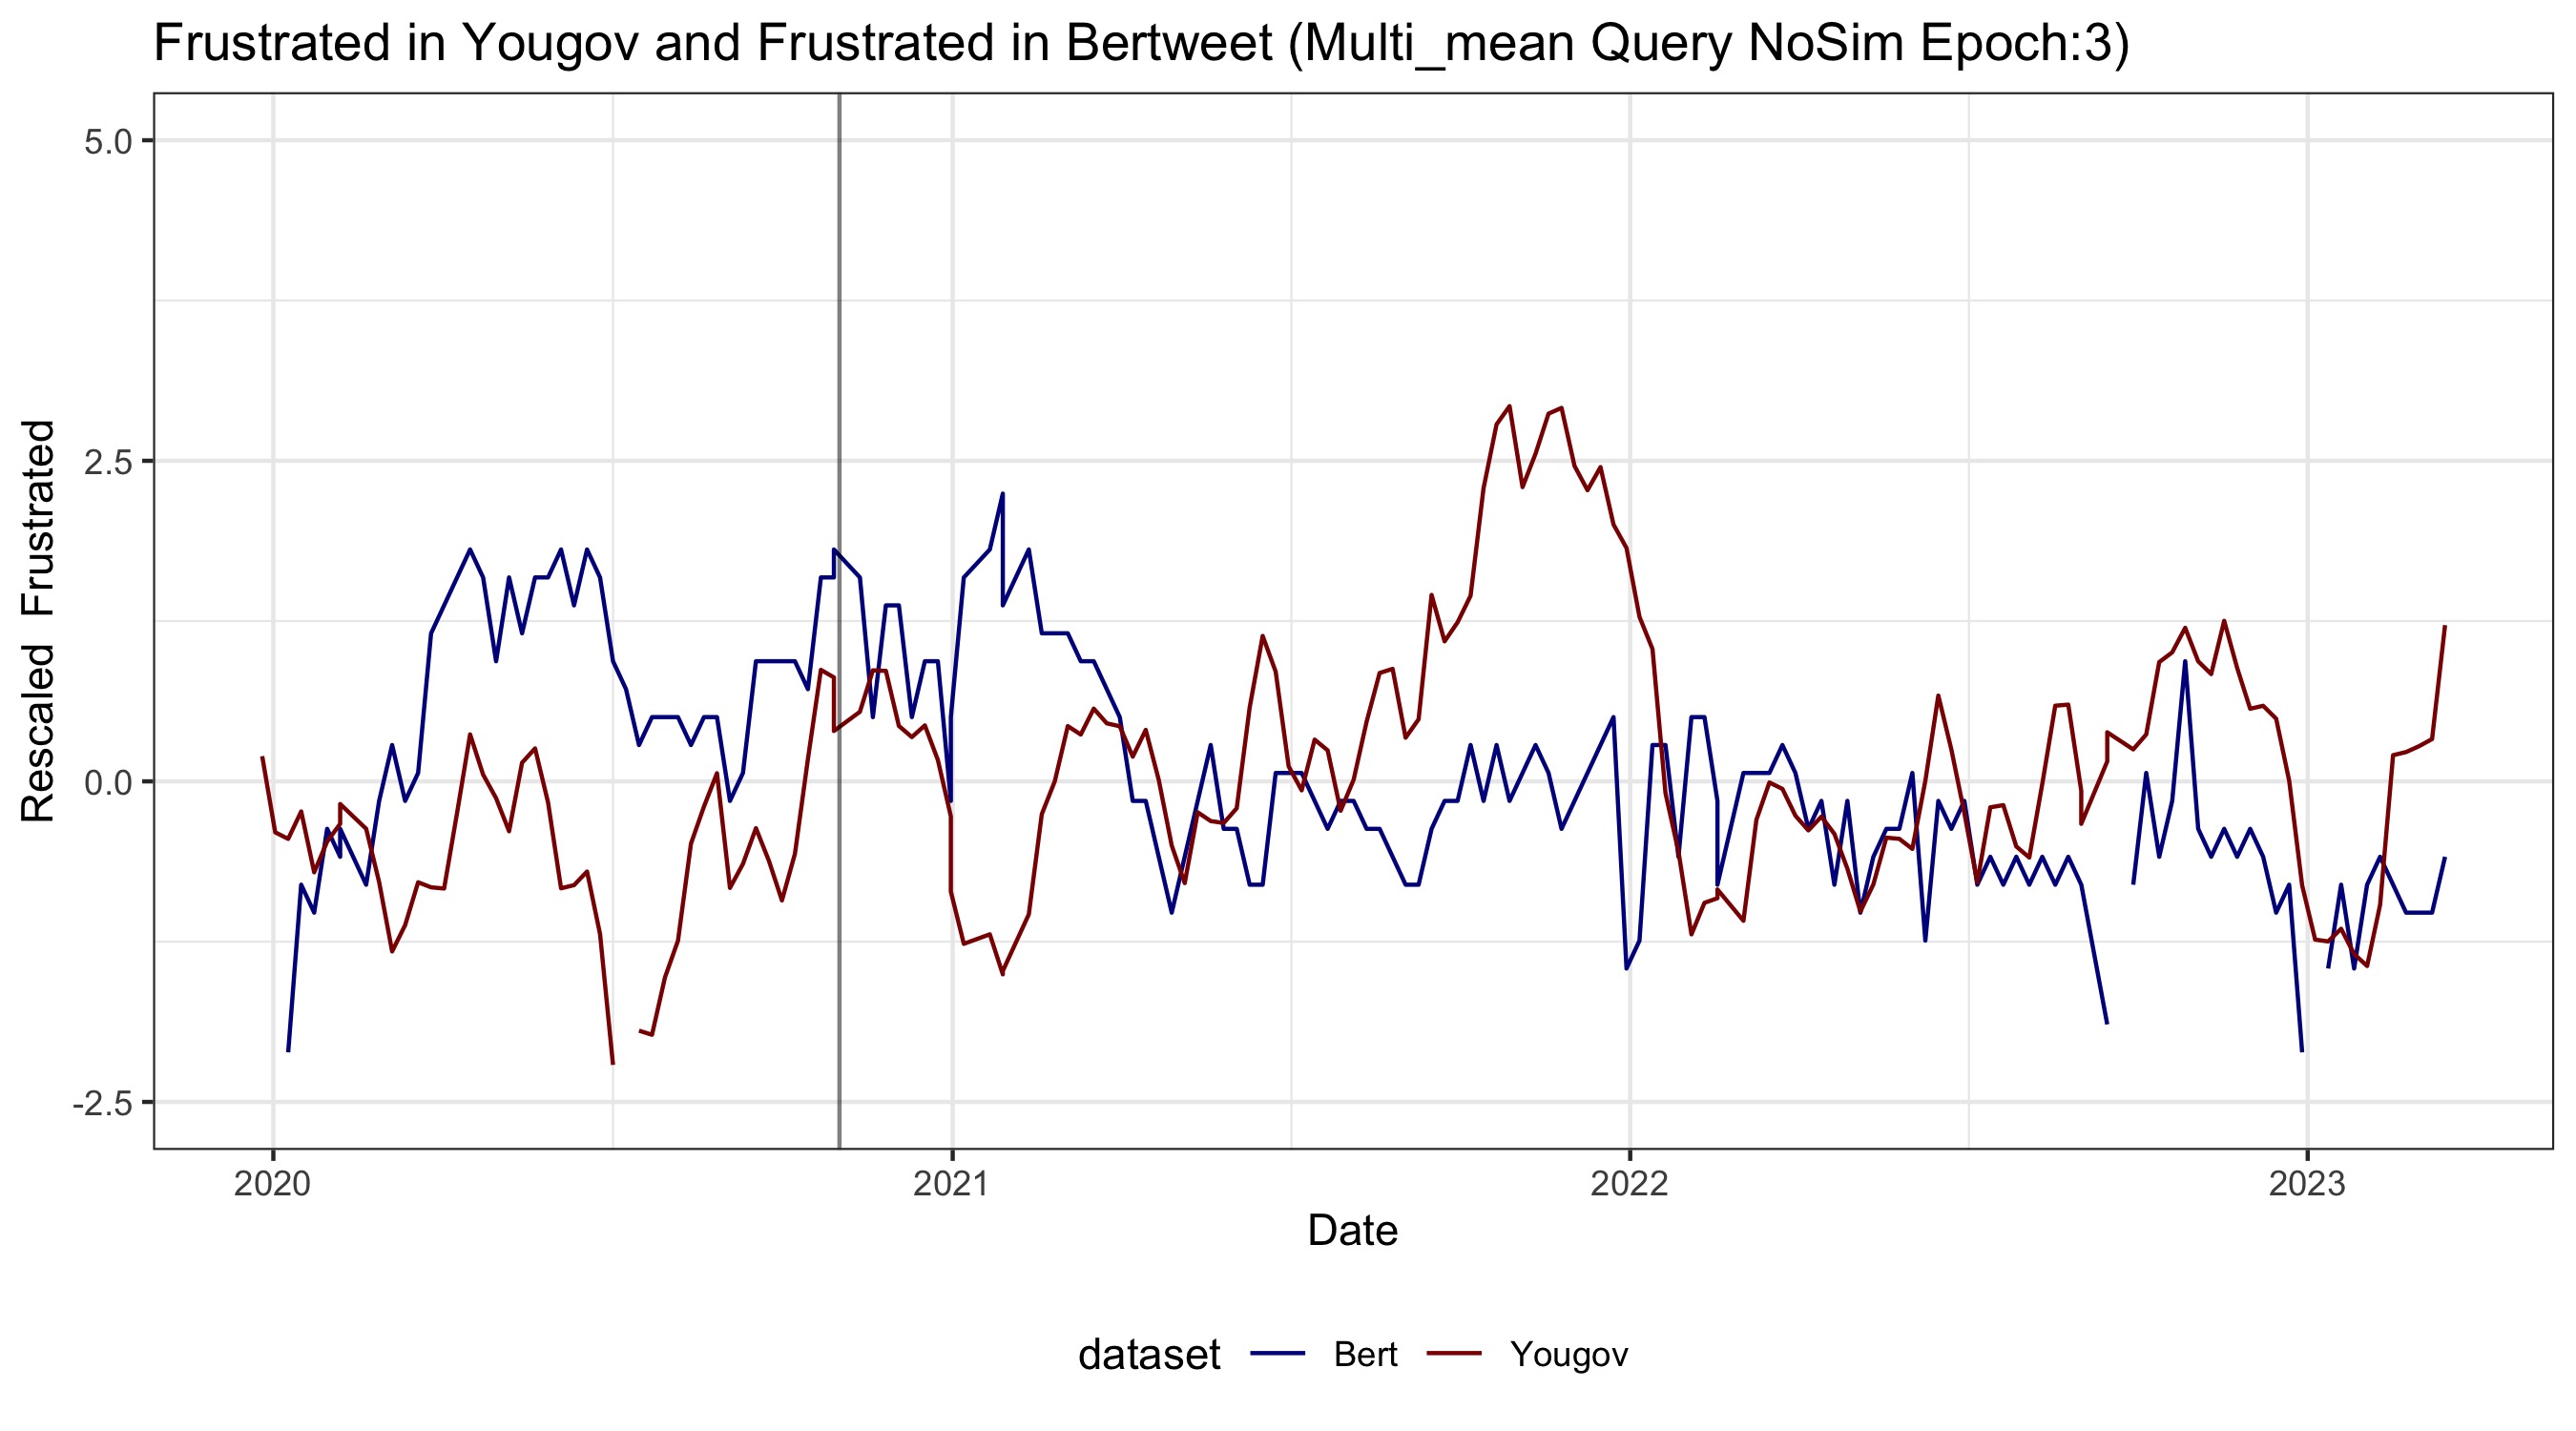 Frustrated in Yougov and Frustrated in Bertweet (Multi_mean Query NoSim Epoch:3)
Rescaled Frustrated
5.0
2.5
0.0
-2.5
2020 2021 2022 2023
Date
dataset Bert Yougov